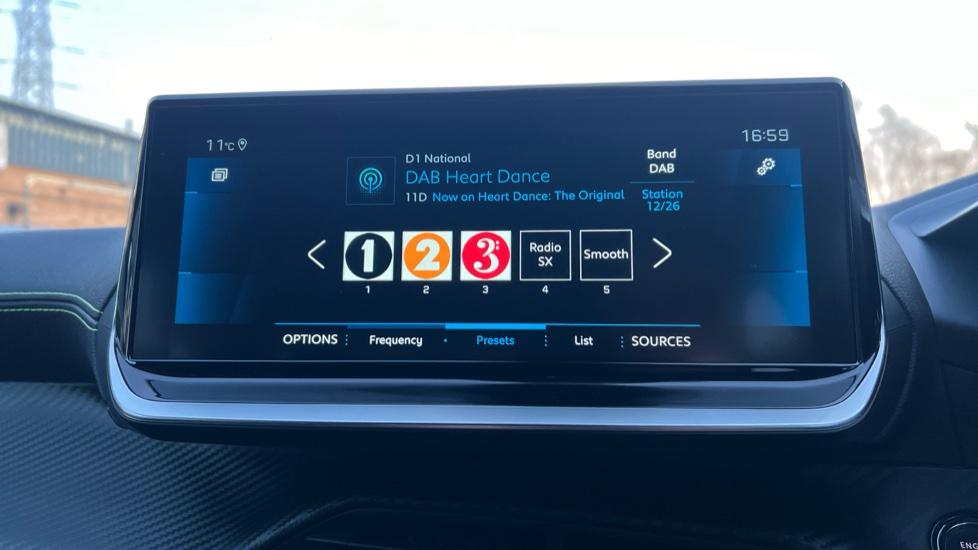 11°C
16:59
D1 National
DAB Heart Dance
11D Now on Heart Dance: The Original
Band
DAB
Station
12/26
1
2
3:
Radio
SX
Smooth
1
2
3
4
5
OPTIONS
Frequency
Presets
List
SOURCES